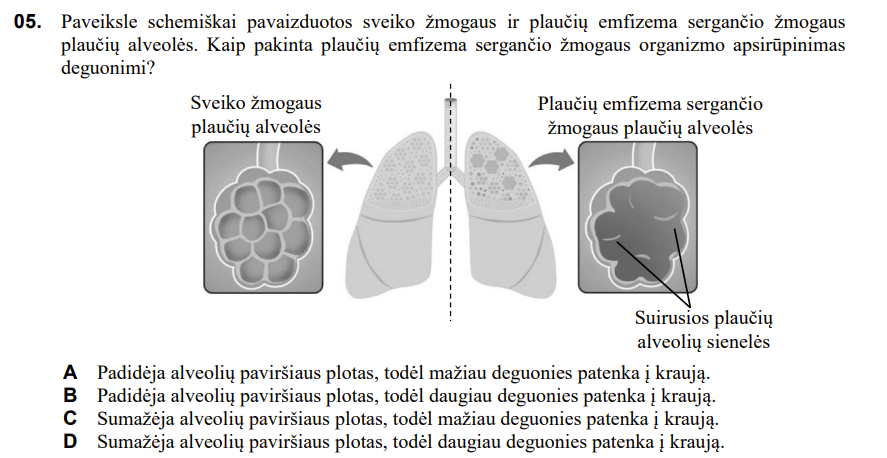 05. Paveiksle schemiškai pavaizduotos sveiko žmogaus ir plaučių emfizema sergančio žmogaus
plaučių alveolės. Kaip pakinta plaučių emfizema sergančio žmogaus organizmo apsirūpinimas
deguonimi?
Sveiko žmogaus
plaučių alveolės
Plaučių emfizema sergančio
žmogaus plaučių alveolės
Suirusios plaučių
alveolių sienelės
A Padidėja alveolių paviršiaus plotas, todėl mažiau deguonies patenka į kraują.
B Padidėja alveolių paviršiaus plotas, todėl daugiau deguonies patenka į kraują.
C Sumažėja alveolių paviršiaus plotas, todėl mažiau deguonies patenka į kraują.
D Sumažėja alveolių paviršiaus plotas, todėl daugiau deguonies patenka į kraują.